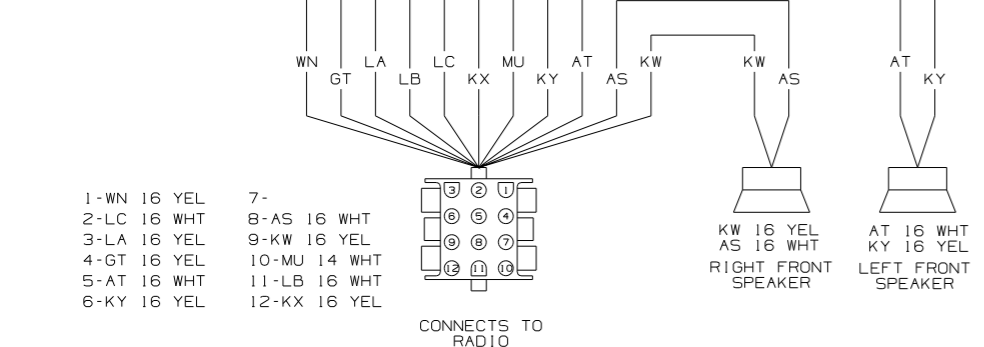 WN LA LC MU AT KW KW AT
GT LB KX KY AS AS KY
3 2 1
6 5 4
9 8 7
12 11 10
1-WN 16 YEL
2-LC 16 WHT
3-LA 16 YEL
4-GT 16 YEL
5-AT 16 WHT
6-KY 16 YEL
7-
8-AS 16 WHT
9-KW 16 YEL
10-MU 14 WHT
11-LB 16 WHT
12-KX 16 YEL
CONNECTS TO
RADIO
KW 16 YEL
AS 16 WHT
RIGHT FRONT
SPEAKER
AT 16 WHT
KY 16 YEL
LEFT FRONT
SPEAKER